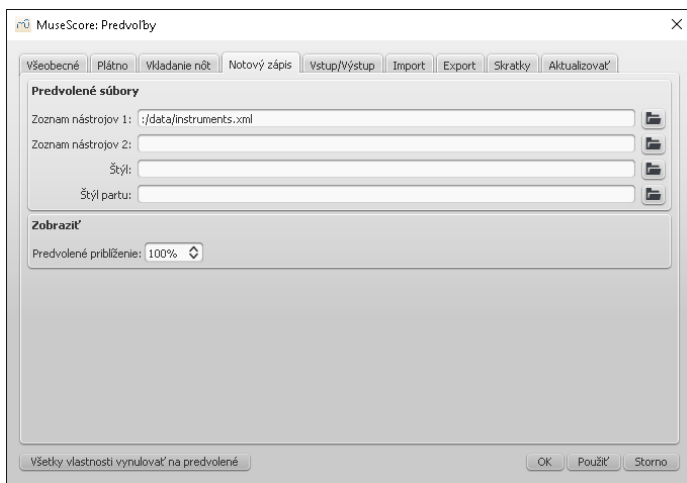 MuseScore: Predvoľby
Všeobecné Plátno Vkladanie nôt Notový zápis Vstup/Výstup Import Export Skratky Aktualizovať
Predvolené súbory
Zoznam nástrojov 1: :/data/instruments.xml
Zoznam nástrojov 2:
Štýl:
Štýl partu:
Zobraziť
Predvolené priblíženie: 100%
Všetky vlastnosti vynulovať na predvolené OK Použiť Storno